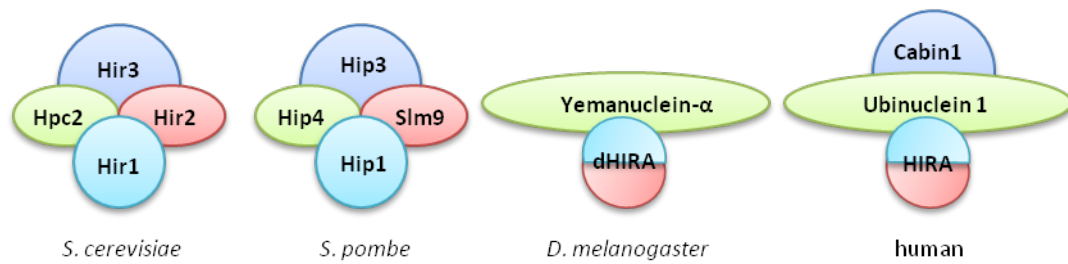 Hir3
Hpc2
Hir2
Hir1
S. cerevisiae
Hip3
Hip4
Slm9
Hip1
S. pombe
Yemanuclein-α
dHIRA
D. melanogaster
Cabin1
Ubinuclein 1
HIRA
human